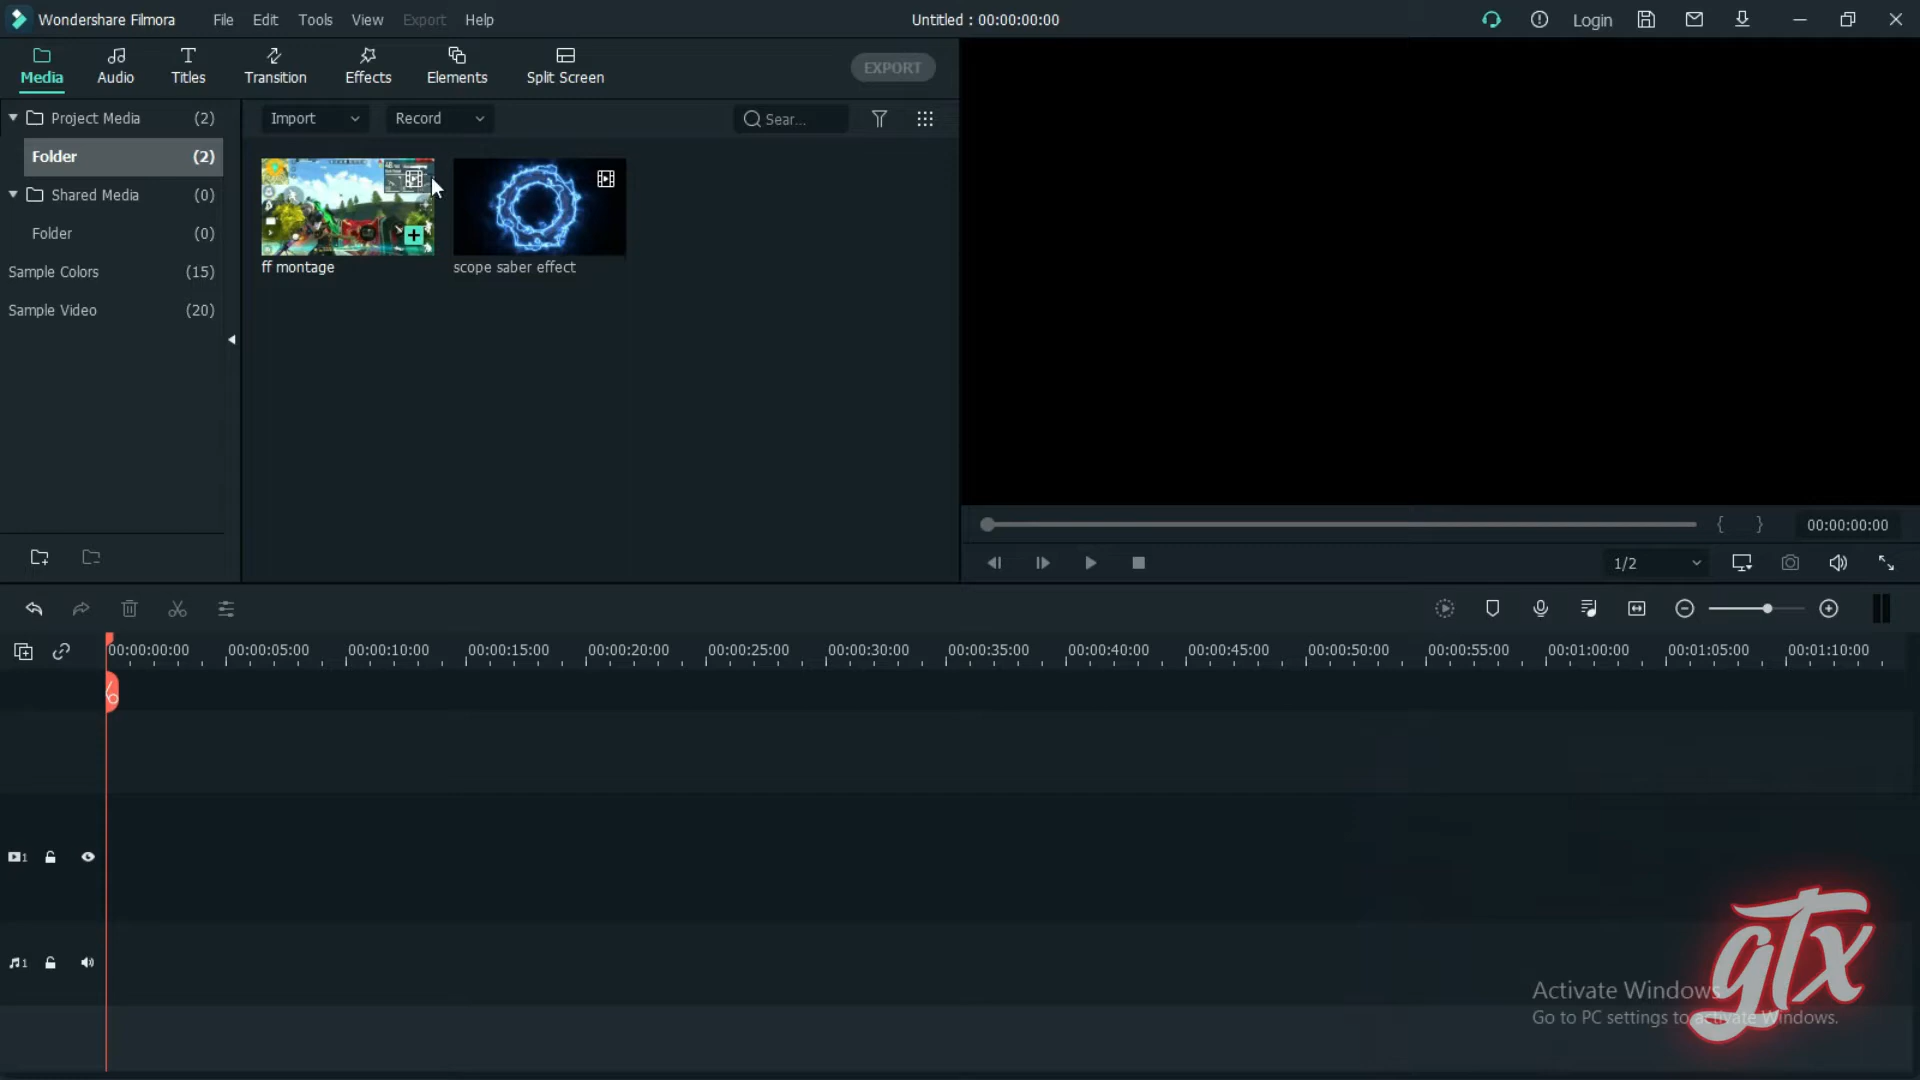 Wondershare Filmora File Edit Tools View Export Help Untitled : 00:00:00:00 Login
Media Audio Titles Transition Effects Elements Split Screen EXPORT
Project Media (2) Import Record Sear...
Folder (2)
Shared Media (0)
Folder (0)
Sample Colors (15)
Sample Video (20)
ff montage scope saber effect
{ } 00:00:00:00
1/2
00:00:00:00 00:00:05:00 00:00:10:00 00:00:15:00 00:00:20:00 00:00:25:00 00:00:30:00 00:00:35:00 00:00:40:00 00:00:45:00 00:00:50:00 00:00:55:00 00:01:00:00 00:01:05:00 00:01:10:00
1
1
gtx
Activate Windows
Go to PC settings to activate Windows.